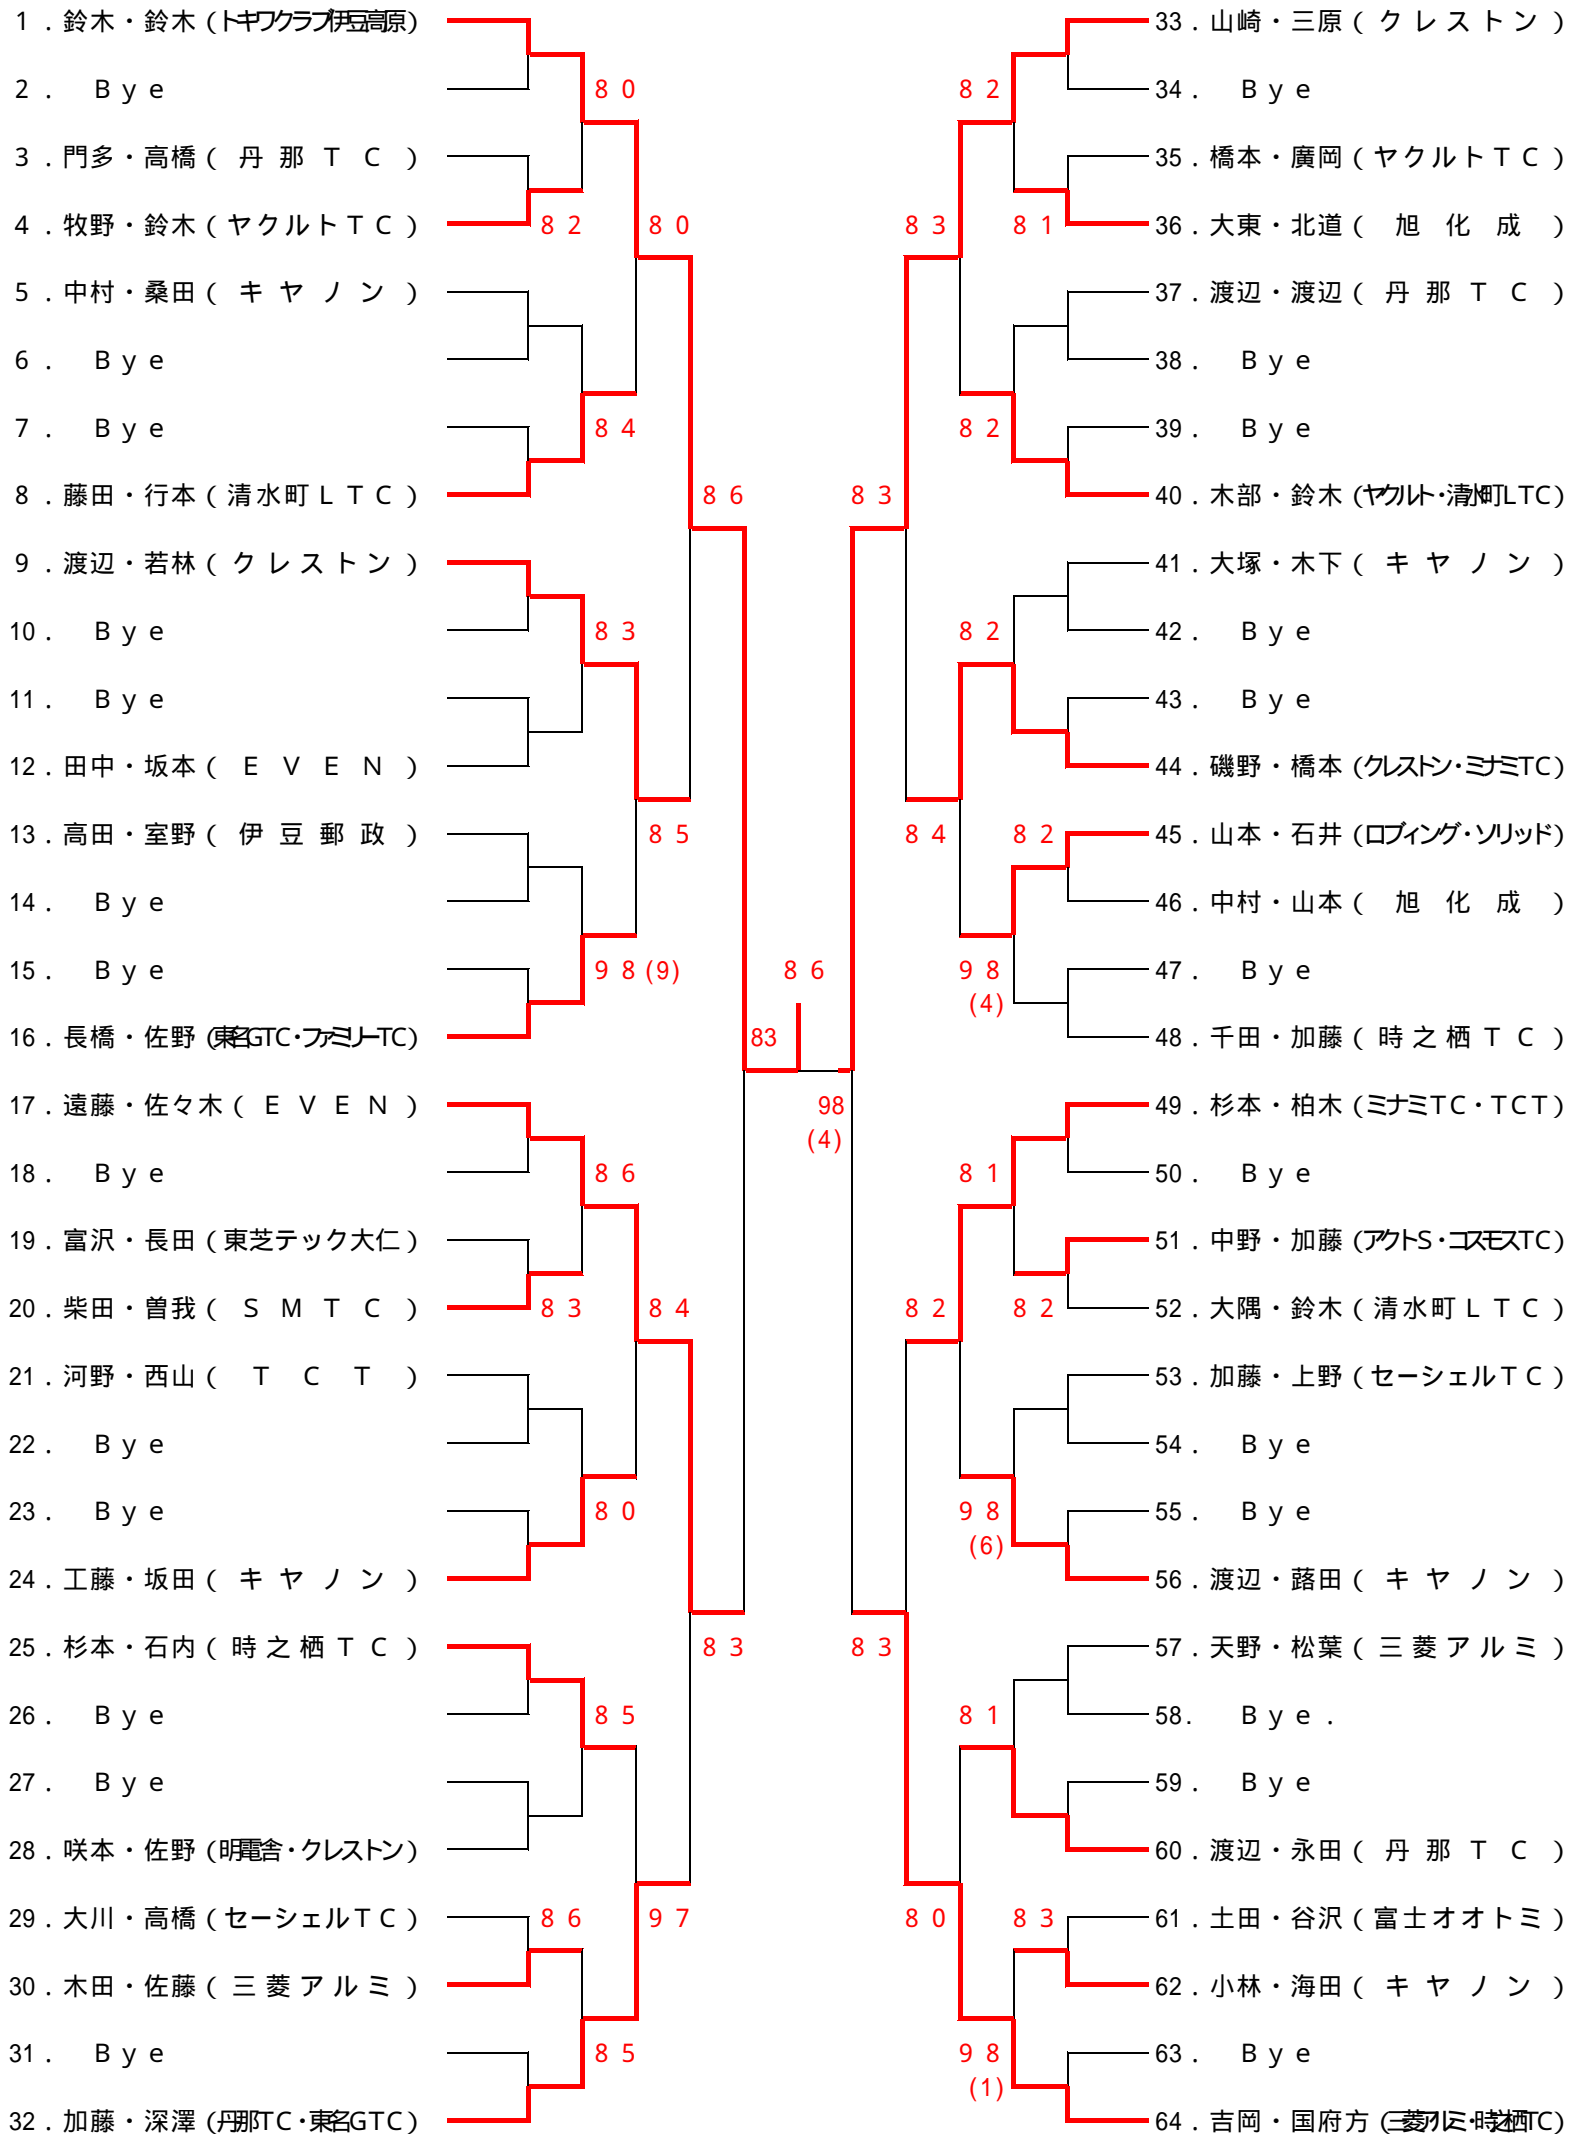 1 . 鈴木・鈴木 (トキワクラブ伊豆高原)
2 . Bye
80
3 . 門多・高橋 ( 丹 那 T C )
4 . 牧野・鈴木 ( ヤクルト T C )
82
80
5 . 中村・桑田 ( キ ヤ ノ ン )
6 . Bye
7 . Bye
84
8 . 藤田・行本 ( 清水町 L T C )
86
9 . 渡辺・若林 ( ク レ ス ト ン )
10 . Bye
83
11 . Bye
12 . 田中・坂本 ( E V E N )
13 . 高田・室野 ( 伊 豆 郵 政 )
85
14 . Bye
15 . Bye
98(9)
16 . 長橋・佐野 (東名GTC・ファミリーTC)
83
86
17 . 遠藤・佐々木 ( E V E N )
98
(4)
18 . Bye
86
19 . 富沢・長田 ( 東芝テック大仁 )
20 . 柴田・曽我 ( S M T C )
83
84
21 . 河野・西山 ( T C T )
22 . Bye
23 . Bye
80
24 . 工藤・坂田 ( キ ヤ ノ ン )
25 . 杉本・石内 ( 時 之 栖 T C )
83
26 . Bye
85
27 . Bye
28 . 咲本・佐野 (明電舎・クレストン)
29 . 大川・高橋 ( セーシェル T C )
86
97
30 . 木田・佐藤 ( 三 菱 ア ル ミ )
31 . Bye
85
32 . 加藤・深澤 (丹那TC・東名GTC)
33 . 山崎・三原 ( ク レ ス ト ン )
82
34 . Bye
35 . 橋本・廣岡 ( ヤクルト T C )
83
81
36 . 大東・北道 ( 旭 化 成 )
37 . 渡辺・渡辺 ( 丹 那 T C )
38 . Bye
82
39 . Bye
83
40 . 木部・鈴木 (ヤクルト・清水町LTC)
41 . 大塚・木下 ( キ ヤ ノ ン )
82
42 . Bye
43 . Bye
44 . 磯野・橋本 (クレストン・ミナミTC)
84
82
45 . 山本・石井 (ロブィング・ソリッド)
46 . 中村・山本 ( 旭 化 成 )
98
(4)
47 . Bye
48 . 千田・加藤 ( 時 之 栖 T C )
49 . 杉本・柏木 (ミナミTC・TCT)
81
50 . Bye
51 . 中野・加藤 (アクトS・コスモスTC)
82
82
52 . 大隅・鈴木 ( 清水町 L T C )
53 . 加藤・上野 ( セーシェル T C )
54 . Bye
98
(6)
55 . Bye
56 . 渡辺・蕗田 ( キ ヤ ノ ン )
83
57 . 天野・松葉 ( 三 菱 ア ル ミ )
81
58. Bye .
59 . Bye
60 . 渡辺・永田 ( 丹 那 T C )
80
83
61 . 土田・谷沢 ( 富士オオトミ )
62 . 小林・海田 ( キ ヤ ノ ン )
98
(1)
63 . Bye
64 . 吉岡・国府方 (三菱アルミ・時之栖TC)